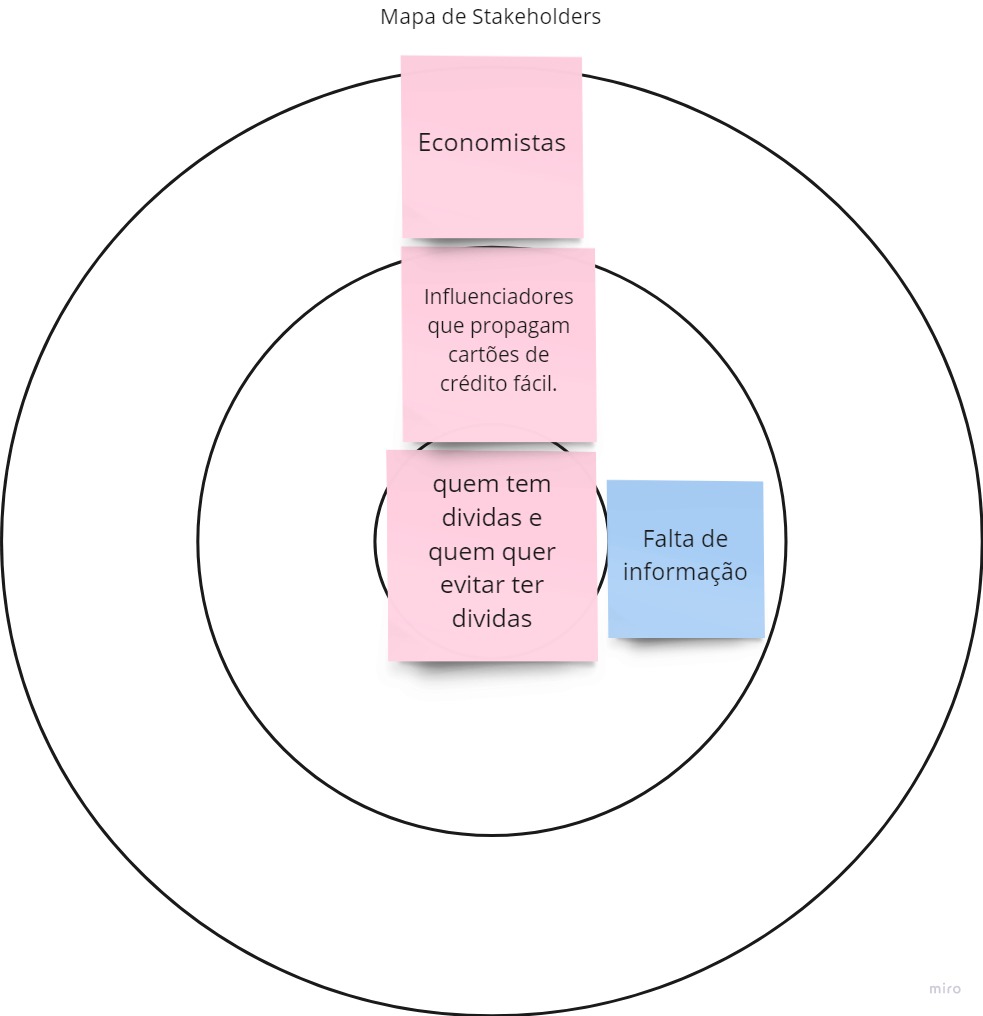 Mapa de Stakeholders
Economistas
Influenciadores
que propagam
cartões de
crédito fácil.
quem tem
dividas e
quem quer
evitar ter
dividas
Falta de
informação
miro